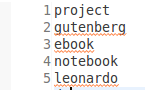 1 project
2 gutenberg
3 ebook
4 notebook
5 leonardo